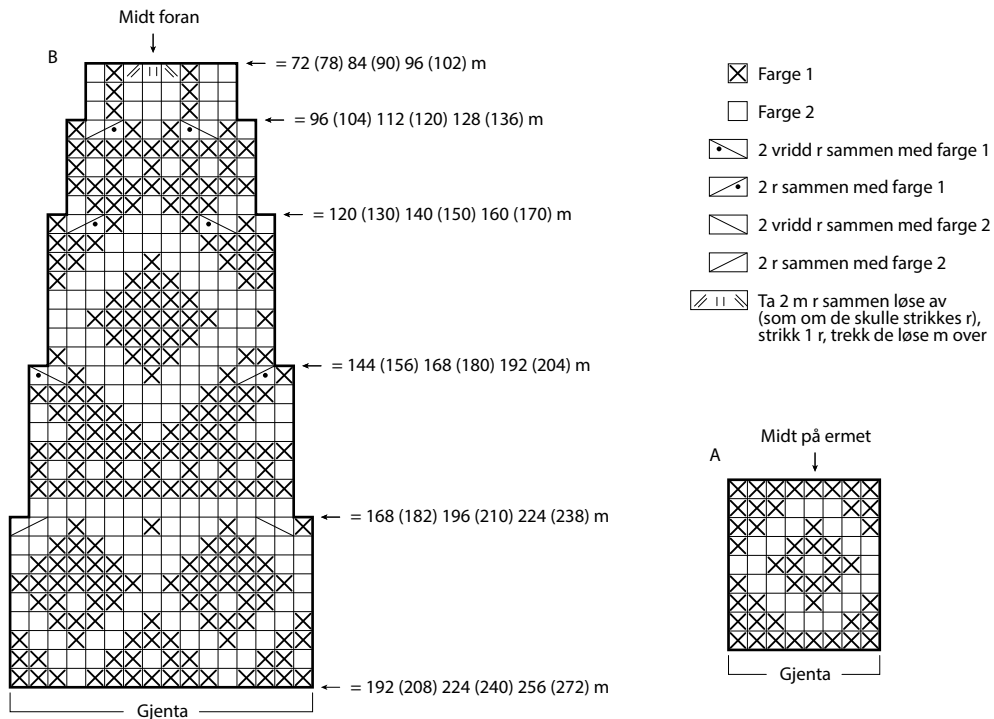 Midt foran
B
= 72 (78) 84 (90) 96 (102) m
= 96 (104) 112 (120) 128 (136) m
= 120 (130) 140 (150) 160 (170) m
= 144 (156) 168 (180) 192 (204) m
= 168 (182) 196 (210) 224 (238) m
= 192 (208) 224 (240) 256 (272) m
Gjenta
Farge 1
Farge 2
2 vridd r sammen med farge 1
2 r sammen med farge 1
2 vridd r sammen med farge 2
2 r sammen med farge 2
Ta 2 m r sammen løse av
(som om de skulle strikkes r),
strikk 1 r, trekk de løse m over
Midt på ermet
A
Gjenta